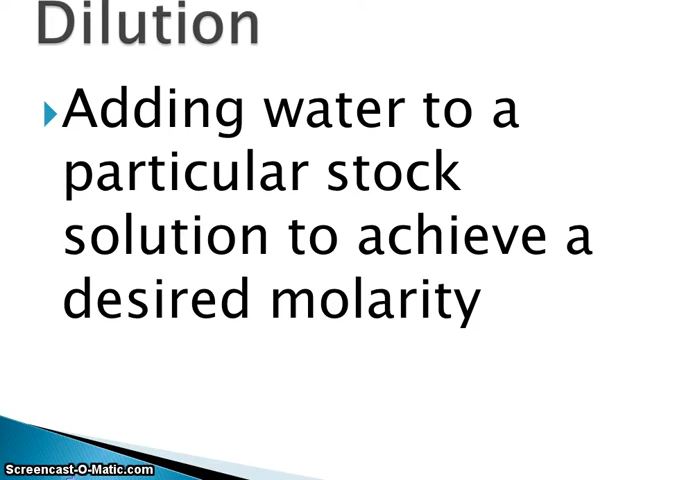 Dilution
Adding water to a
particular stock
solution to achieve a
desired molarity
Screencast-O-Matic.com